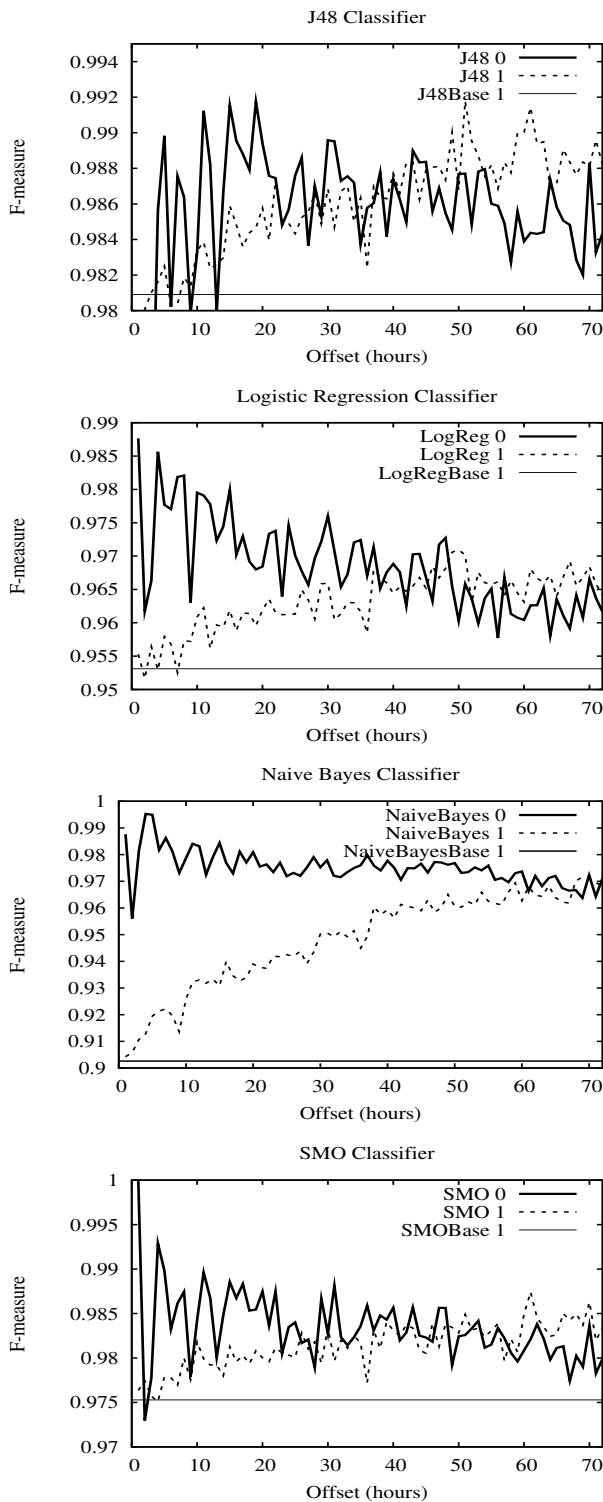 J48 Classifier
F-measure
0.994
0.992
0.99
0.988
0.986
0.984
0.982
0.98
J48 0
J48 1
J48Base 1
0 10 20 30 40 50 60 70
Offset (hours)
Logistic Regression Classifier
F-measure
0.99
0.985
0.98
0.975
0.97
0.965
0.96
0.955
0.95
LogReg 0
LogReg 1
LogRegBase 1
0 10 20 30 40 50 60 70
Offset (hours)
Naive Bayes Classifier
F-measure
1
0.99
0.98
0.97
0.96
0.95
0.94
0.93
0.92
0.91
0.9
NaiveBayes 0
NaiveBayes 1
NaiveBayesBase 1
0 10 20 30 40 50 60 70
Offset (hours)
SMO Classifier
F-measure
1
0.995
0.99
0.985
0.98
0.975
0.97
SMO 0
SMO 1
SMOBase 1
0 10 20 30 40 50 60 70
Offset (hours)